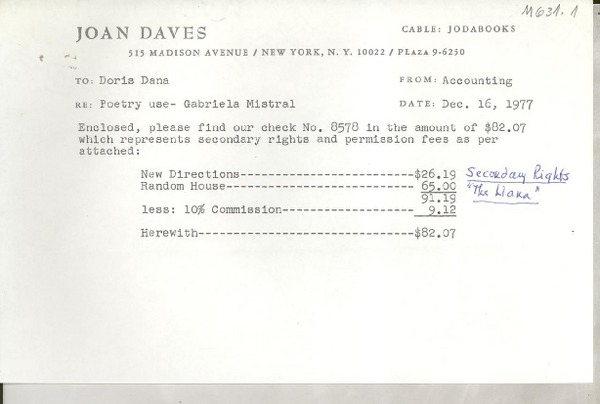 M631.1
JOAN DAVES
CABLE: JODABOOKS
515 MADISON AVENUE / NEW YORK, N. Y. 10022 / PLAZA 9-6250
TO: Doris Dana
FROM: Accounting
RE: Poetry use- Gabriela Mistral
DATE: Dec. 16, 1977
Enclosed, please find our check No. 8578 in the amount of $82.07
which represents secondary rights and permission fees as per
attached:
New Directions------------------------$26.19 Secondary Rights
Random House-------------------------- 65.00 "The
91.19
less: 10% Commission------------------ 9.12
Herewith------------------------------$82.07